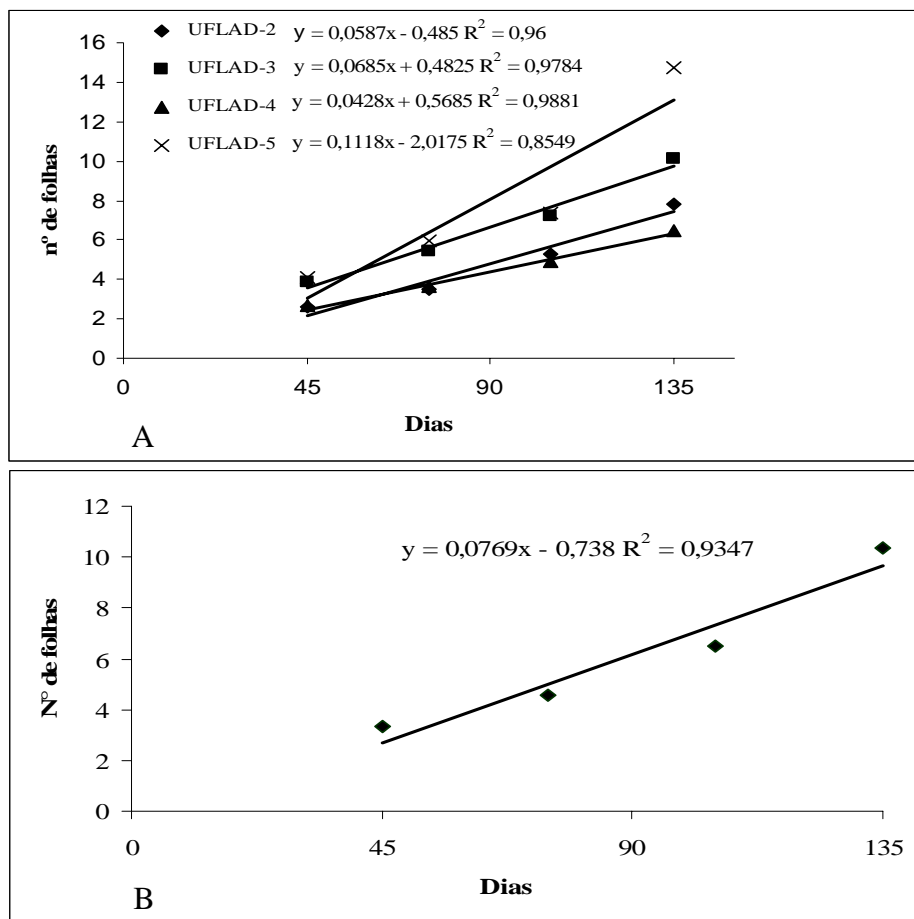 UFLAD-2 y = 0,0587x - 0,485 R² = 0,96
UFLAD-3 y = 0,0685x + 0,4825 R² = 0,9784
UFLAD-4 y = 0,0428x + 0,5685 R² = 0,9881
UFLAD-5 y = 0,1118x - 2,0175 R² = 0,8549
16
14
12
10
8
6
4
2
0
nº de folhas
0 45 90 135
Dias
A
y = 0,0769x - 0,738 R² = 0,9347
12
10
8
6
4
2
0
N° de folhas
0 45 90 135
Dias
B